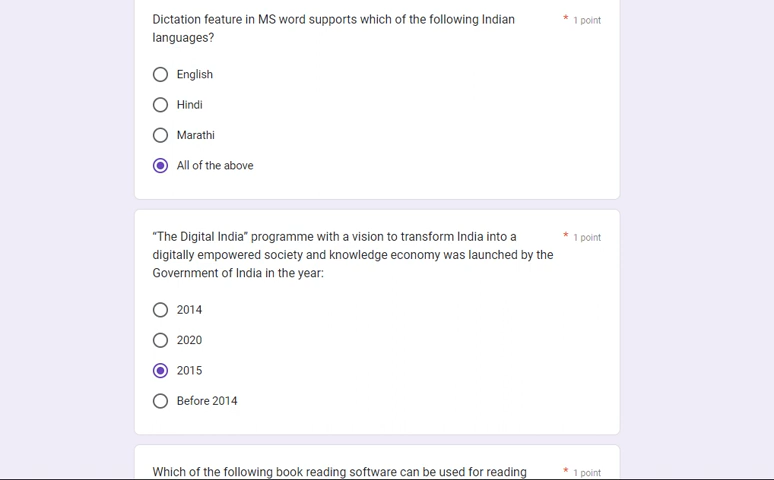 Dictation feature in MS word supports which of the following Indian * 1 point
languages?
English
Hindi
Marathi
All of the above
“The Digital India” programme with a vision to transform India into a * 1 point
digitally empowered society and knowledge economy was launched by the
Government of India in the year:
2014
2020
2015
Before 2014
Which of the following book reading software can be used for reading * 1 point